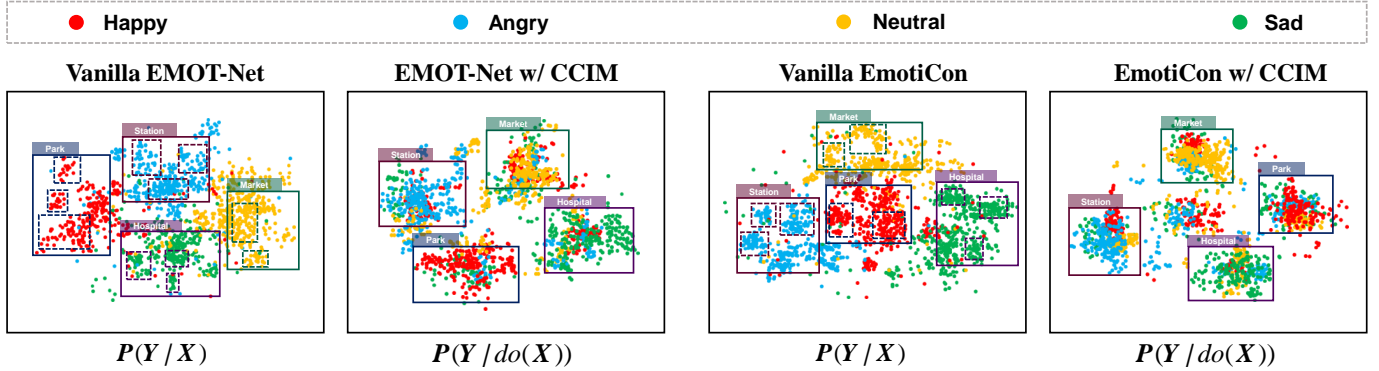 Happy Angry Neutral Sad
Vanilla EMOT-Net EMOT-Net w/ CCIM Vanilla EmotiCon EmotiCon w/ CCIM
Station
Park
Market
Hospital
Market
Station
Hospital
Park
Market
Park
Hospital
Station
Market
Park
Station
Hospital
P(Y / X) P(Y / do(X)) P(Y / X) P(Y / do(X))